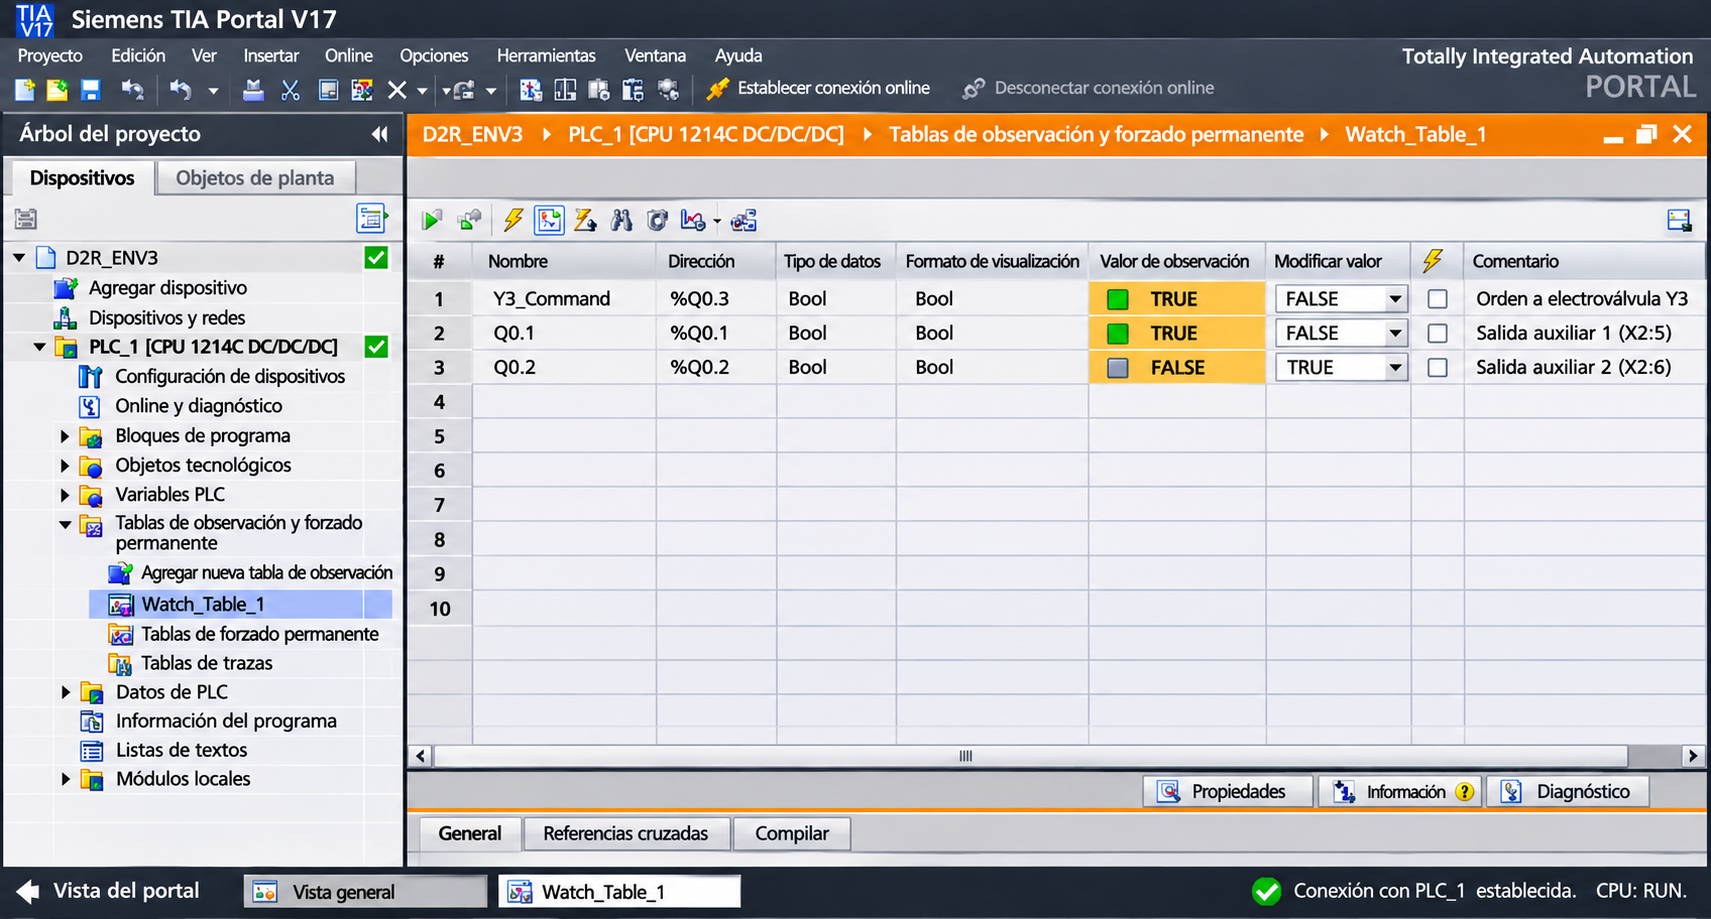 TIA
V17
Siemens TIA Portal V17
Proyecto Edición Ver Insertar Online Opciones Herramientas Ventana Ayuda
Totally Integrated Automation
PORTAL
Establecer conexión online Desconectar conexión online
Árbol del proyecto
D2R_ENV3 PLC_1 [CPU 1214C DC/DC/DC] Tablas de observación y forzado permanente Watch_Table_1
Dispositivos Objetos de planta
D2R_ENV3
Agregar dispositivo
Dispositivos y redes
PLC_1 [CPU 1214C DC/DC/DC]
Configuración de dispositivos
Online y diagnóstico
Bloques de programa
Objetos tecnológicos
Variables PLC
Tablas de observación y forzado
permanente
Agregar nueva tabla de observación
Watch_Table_1
Tablas de forzado permanente
Tablas de trazas
Datos de PLC
Información del programa
Listas de textos
Módulos locales
# Nombre Dirección Tipo de datos Formato de visualización Valor de observación Modificar valor Comentario
1 Y3_Command %Q0.3 Bool Bool TRUE FALSE Orden a electroválvula Y3
2 Q0.1 %Q0.1 Bool Bool TRUE FALSE Salida auxiliar 1 (X2:5)
3 Q0.2 %Q0.2 Bool Bool FALSE TRUE Salida auxiliar 2 (X2:6)
4
5
6
7
8
9
10
Propiedades Información ? Diagnóstico
General Referencias cruzadas Compilar
Vista del portal Vista general Watch_Table_1 Conexión con PLC_1 establecida. CPU: RUN.